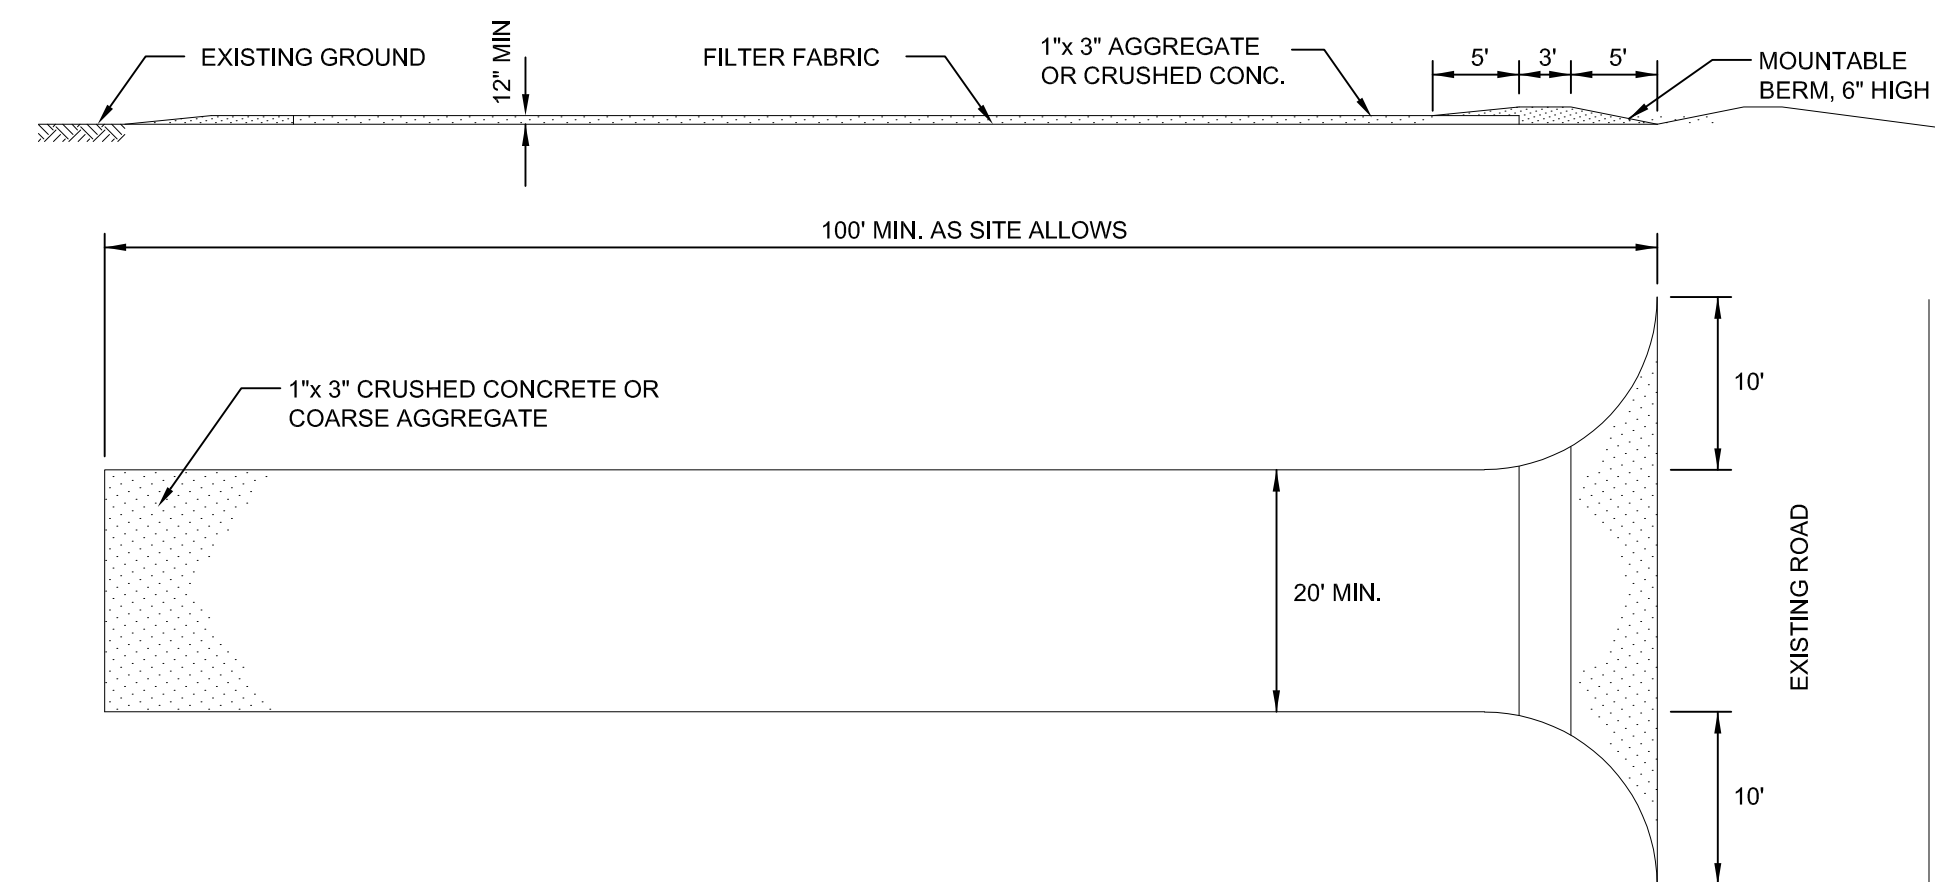 EXISTING GROUND
12" MIN
FILTER FABRIC
1"x 3" AGGREGATE
OR CRUSHED CONC.
5'
3'
5'
MOUNTABLE
BERM, 6" HIGH
100' MIN. AS SITE ALLOWS
1"x 3" CRUSHED CONCRETE OR
COARSE AGGREGATE
10'
20' MIN.
EXISTING ROAD
10'